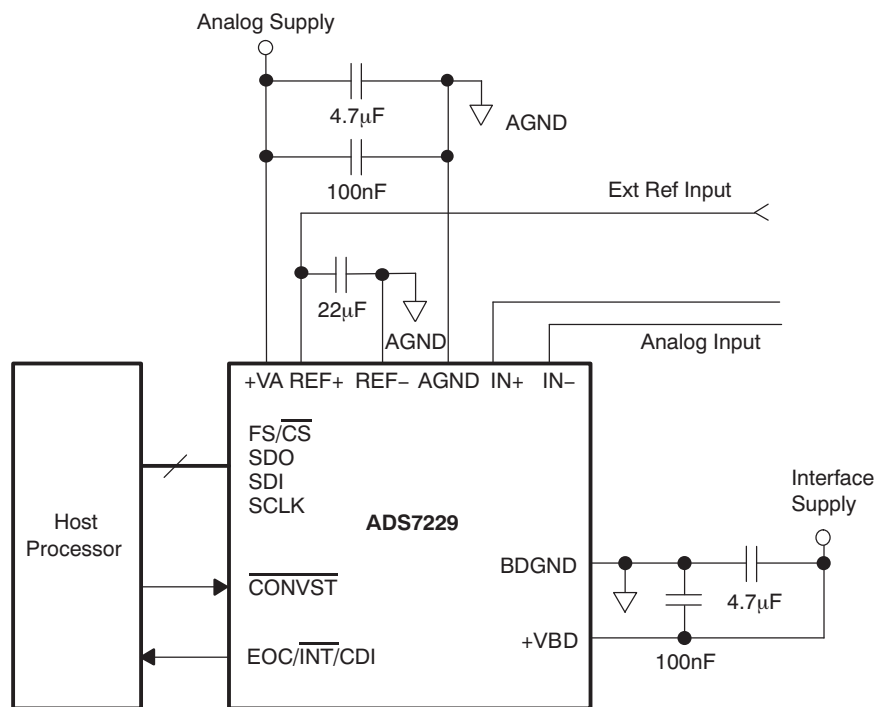 Analog Supply
4.7μF
AGND
100nF
Ext Ref Input
22μF
AGND
Analog Input
+VA REF+ REF− AGND IN+ IN−
FS/CS
SDO
SDI
SCLK
Host
Processor
ADS7229
Interface
Supply
BDGND
4.7μF
CONVST
+VBD
100nF
EOC/INT/CDI